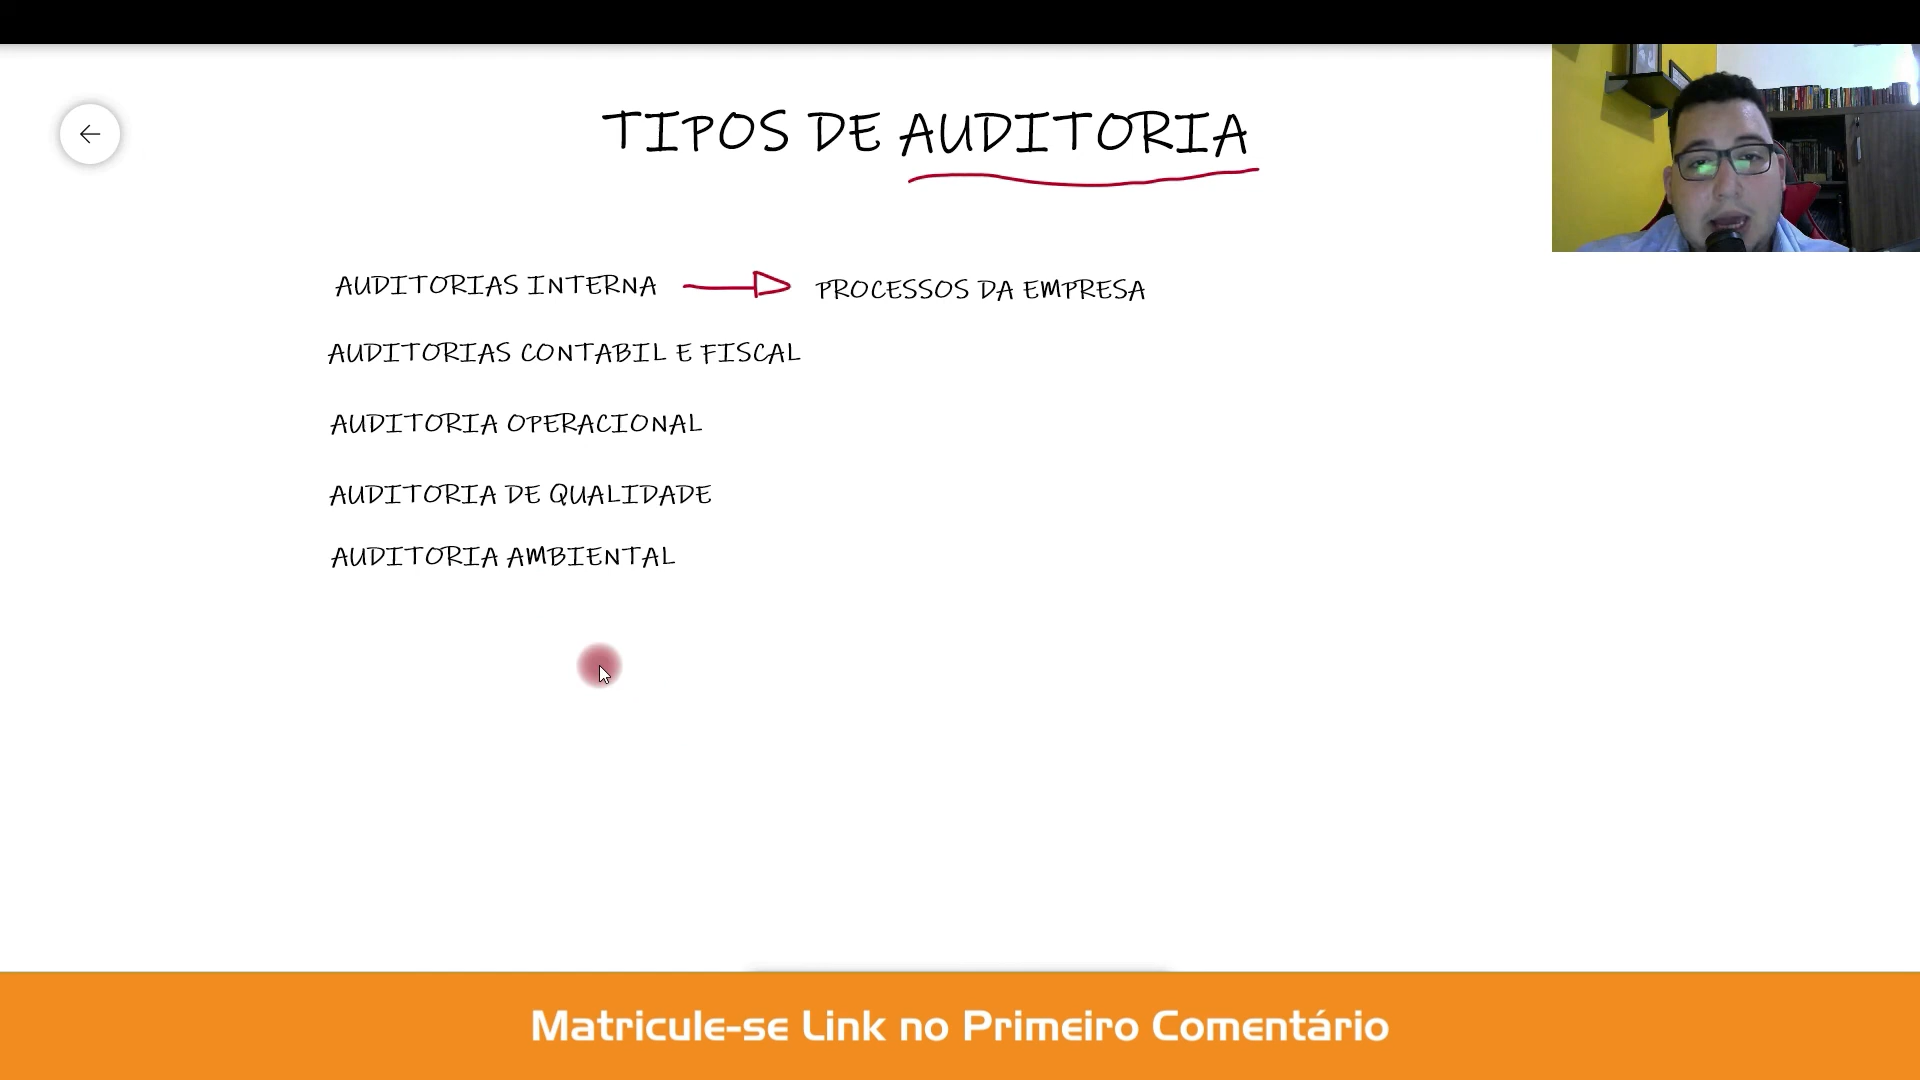 TIPOS DE AUDITORIA
AUDITORIAS INTERNA PROCESSOS DA EMPRESA
AUDITORIAS CONTABIL E FISCAL
AUDITORIA OPERACIONAL
AUDITORIA DE QUALIDADE
AUDITORIA AMBIENTAL
Matricule-se Link no Primeiro Comentário